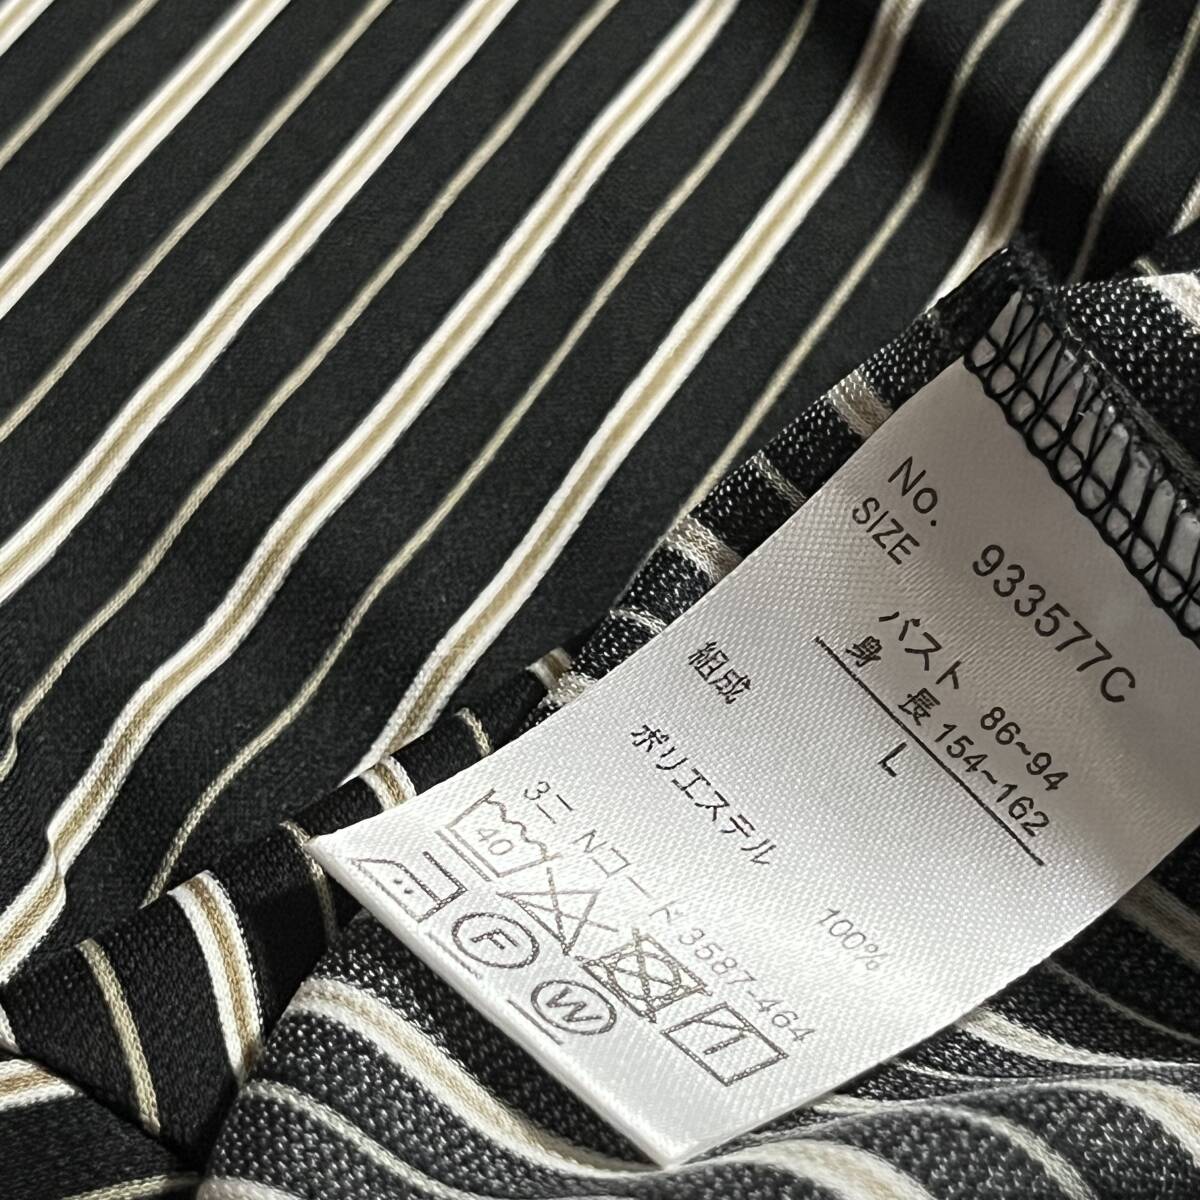 NO. 933577C
SIZE
バスト 86~94
身 長 154~162
L
組成
ポリエステル 100%
ミニ Nコード 3587-464
40
F
W